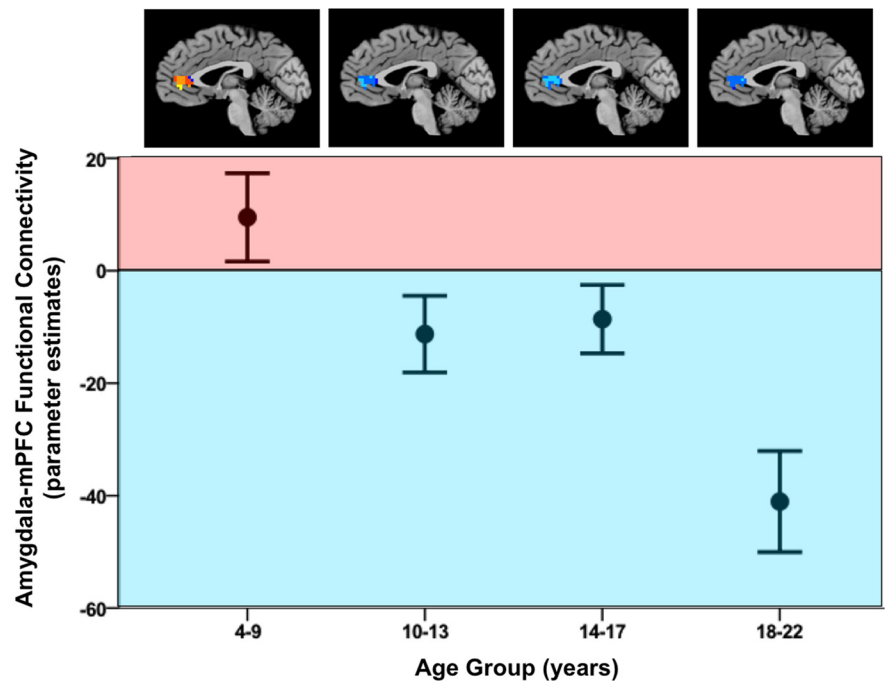 Amygdala-mPFC Functional Connectivity
(parameter estimates)
20
0
-20
-40
-60
4-9 10-13 14-17 18-22
Age Group (years)